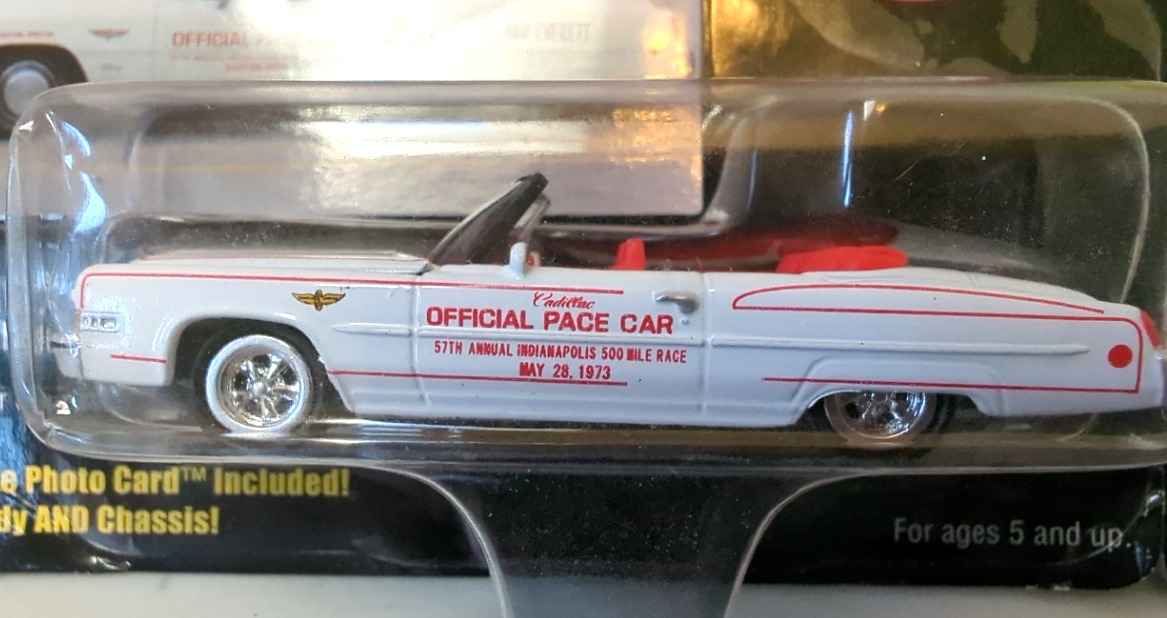 OFFICIAL
Cadillac
OFFICIAL PACE CAR
57TH ANNUAL INDIANAPOLIS 500 MILE RACE
MAY 28, 1973
Photo Card™ Included!
AND Chassis!
For ages 5 and up.